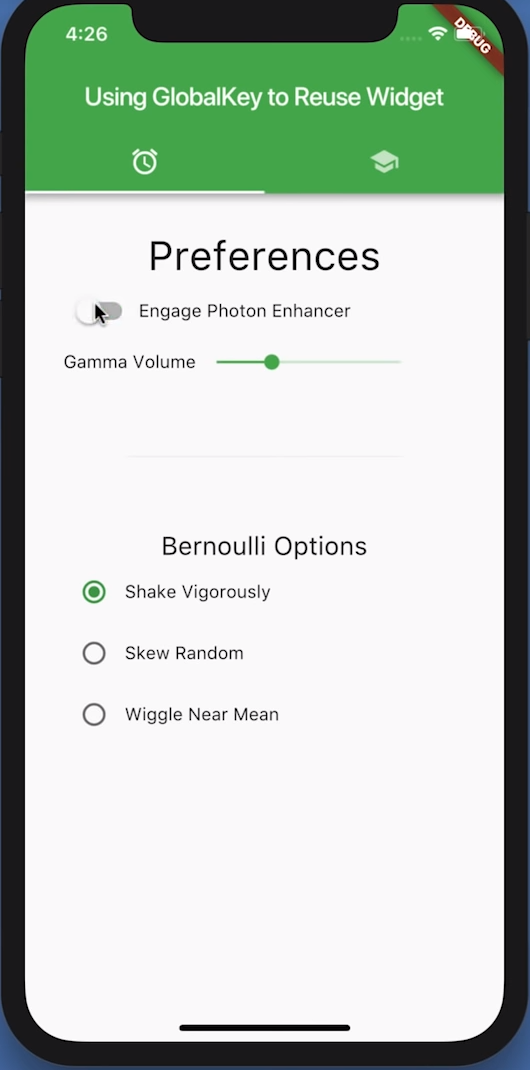 4:26
DEBUG
Using GlobalKey to Reuse Widget
Preferences
Engage Photon Enhancer
Gamma Volume
Bernoulli Options
Shake Vigorously
Skew Random
Wiggle Near Mean